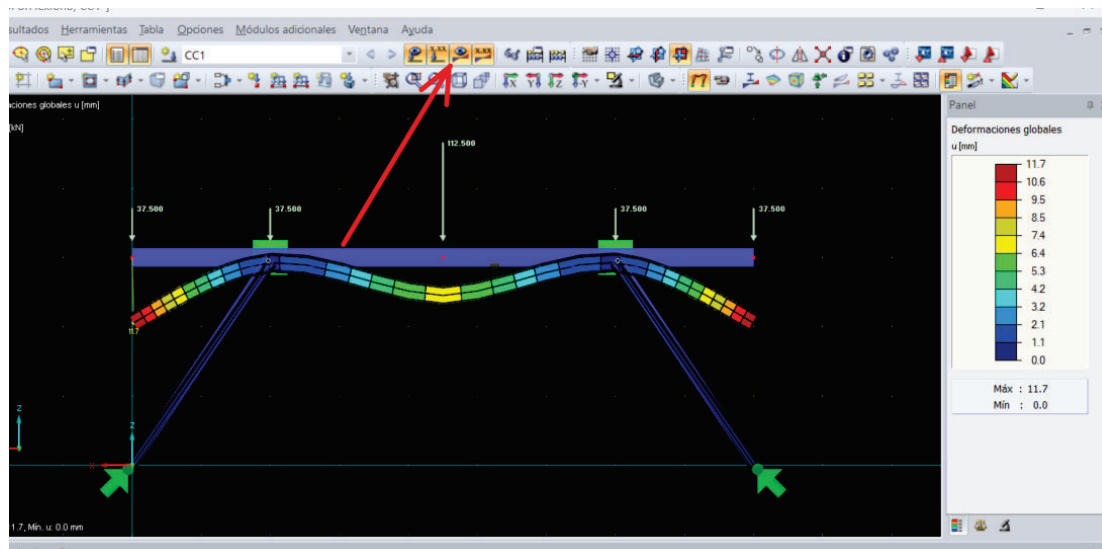 sultados Herramientas Tabla Opciones Módulos adicionales Ventana Ayuda
CC1
aciones globales u [mm]
[kN]
112.500
37.500 37.500 37.500 37.500
11.7
Z
Z
X
11.7, Mín. u: 0.0 mm
Panel
Deformaciones globales
u [mm]
11.7
10.6
9.5
8.5
7.4
6.4
5.3
4.2
3.2
2.1
1.1
0.0
Máx : 11.7
Mín : 0.0